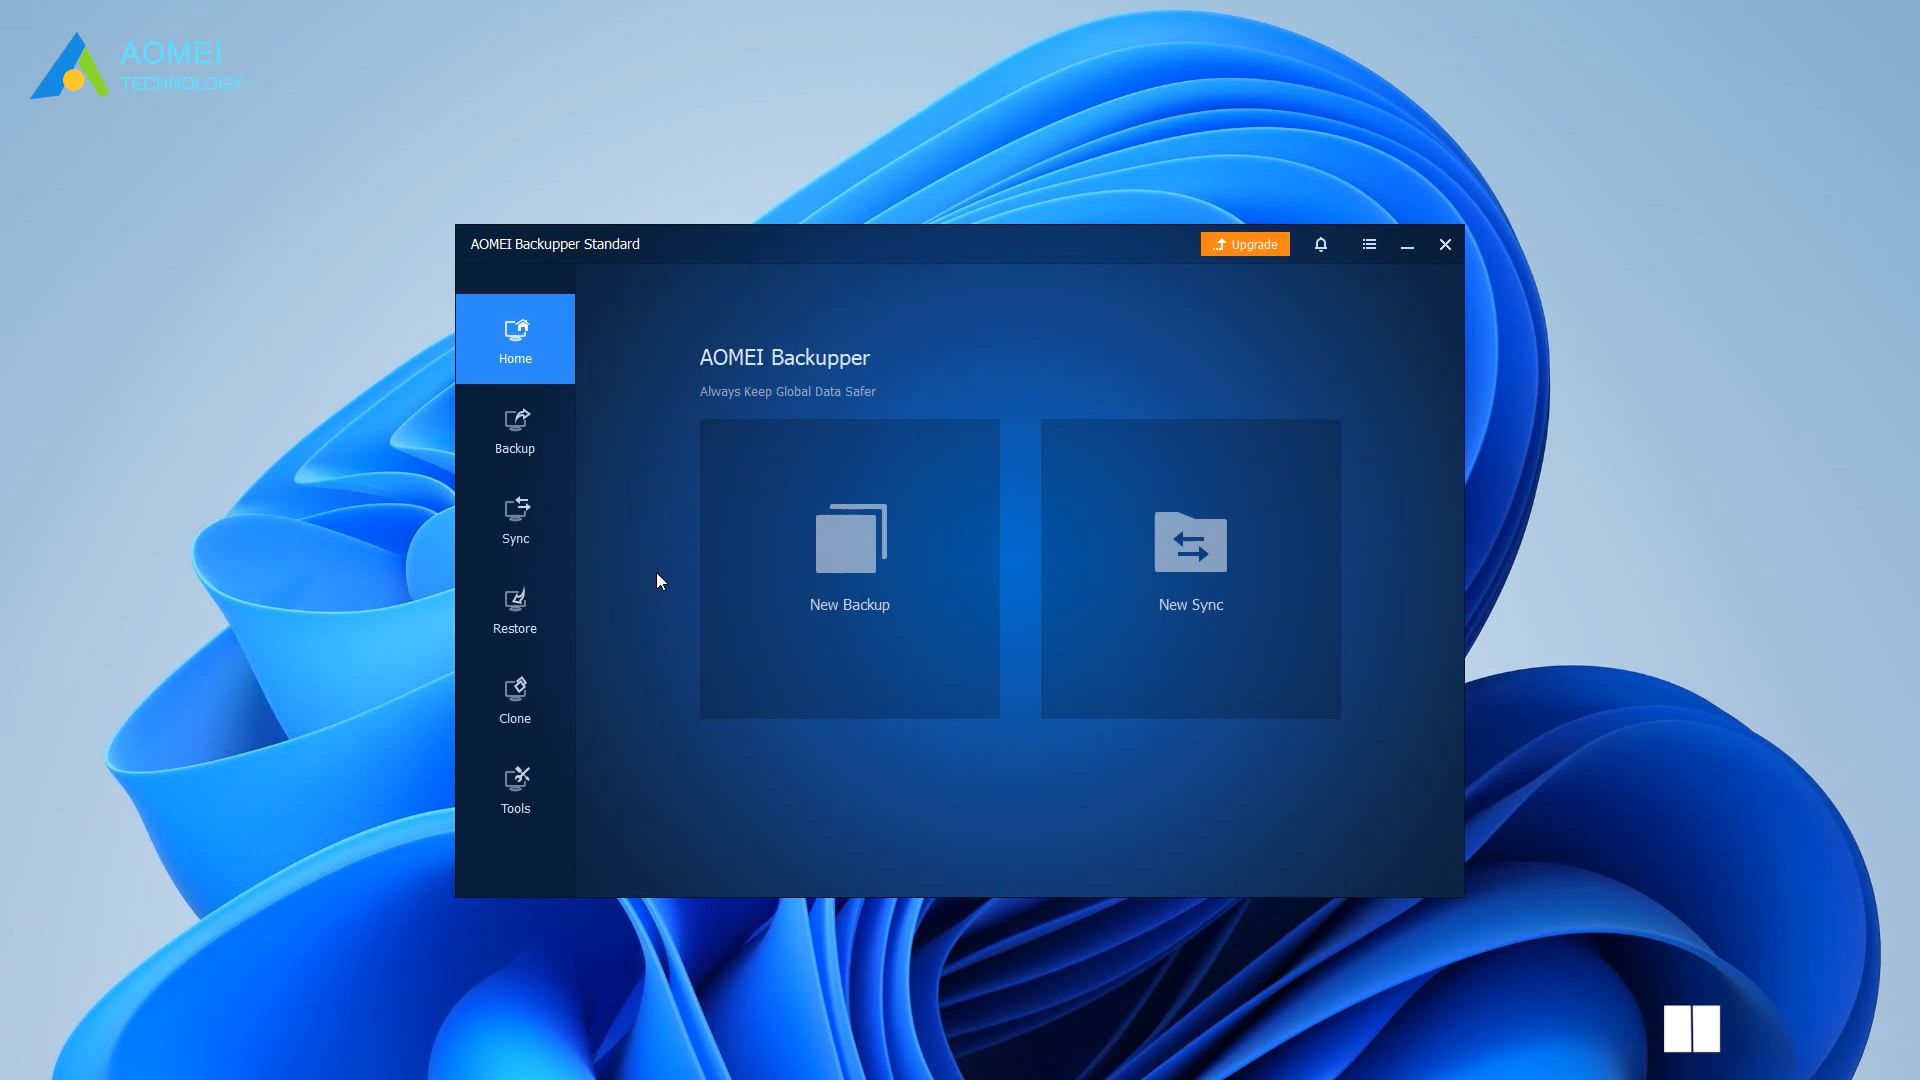 AOMEI
TECHNOLOGY
AOMEI Backupper Standard
Upgrade
Home
Backup
Sync
Restore
Clone
Tools
AOMEI Backupper
Always Keep Global Data Safer
New Backup
New Sync